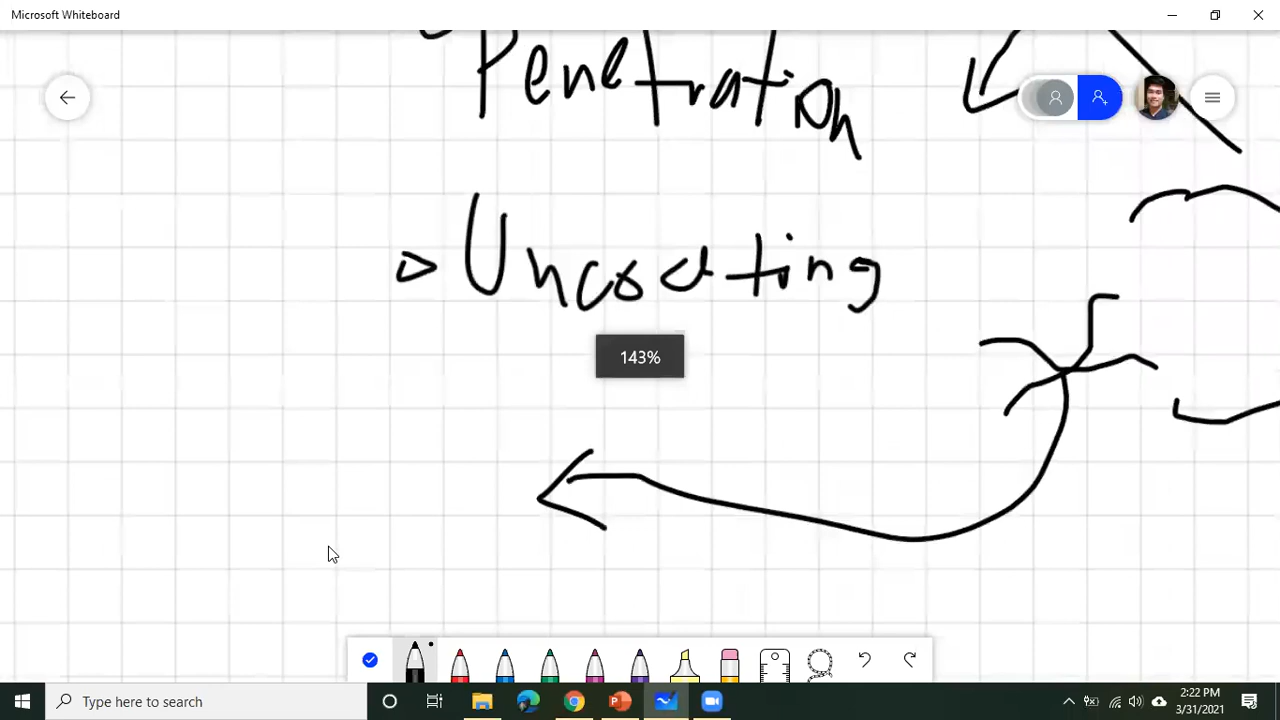 Microsoft Whiteboard
Penetration
Uncoating
143%
Type here to search
2:22 PM
3/31/2021